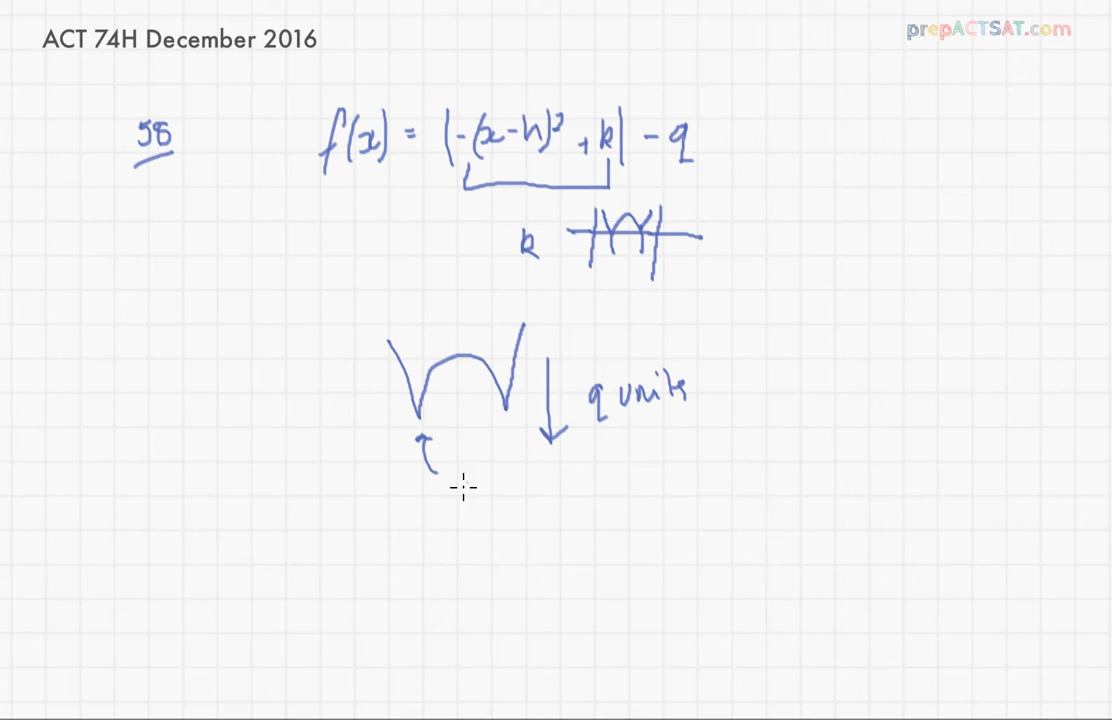 prepACTSAT.com
ACT 74H December 2016
58 f(x) = |-(x-h)² + k| - q
k
q units